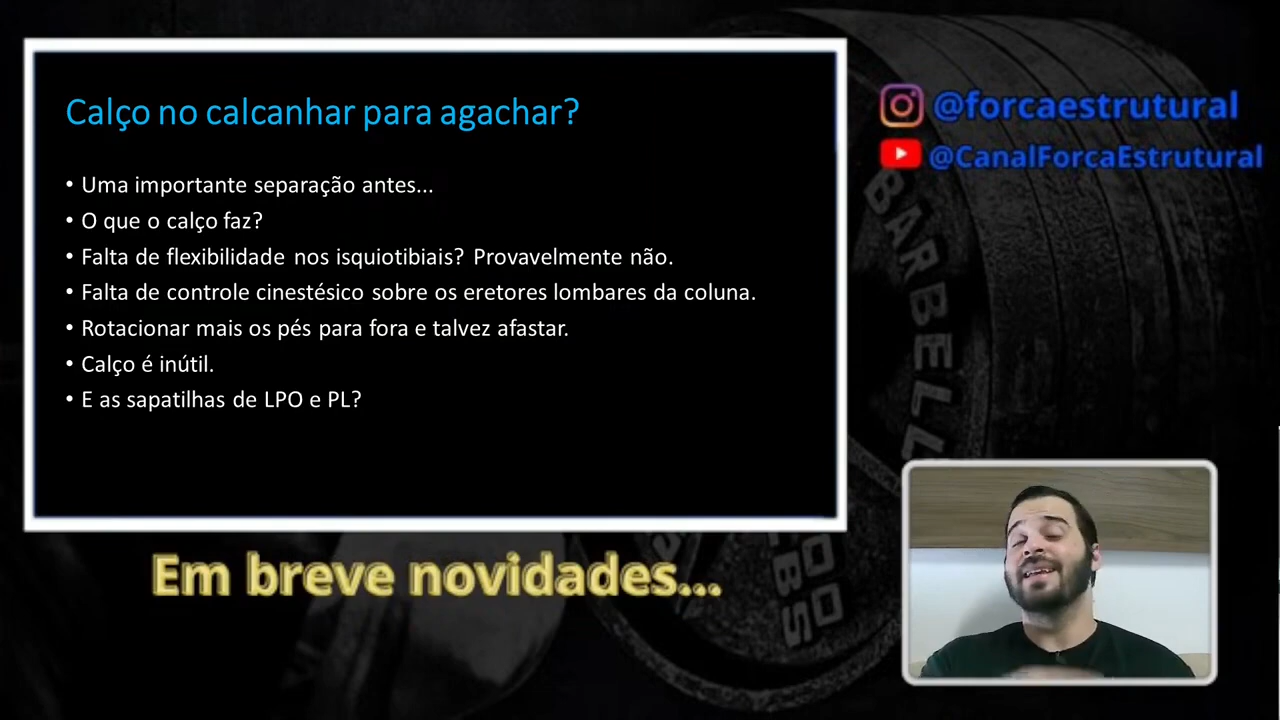 Calço no calcanhar para agachar?
• Uma importante separação antes...
• O que o calço faz?
• Falta de flexibilidade nos isquiotibiais? Provavelmente não.
• Falta de controle cinestésico sobre os eretores lombares da coluna.
• Rotacionar mais os pés para fora e talvez afastar.
• Calço é inútil.
• E as sapatilhas de LPO e PL?
@forcaestrutural
@CanalForcaEstrutural
BARBELL
LBS
Em breve novidades...